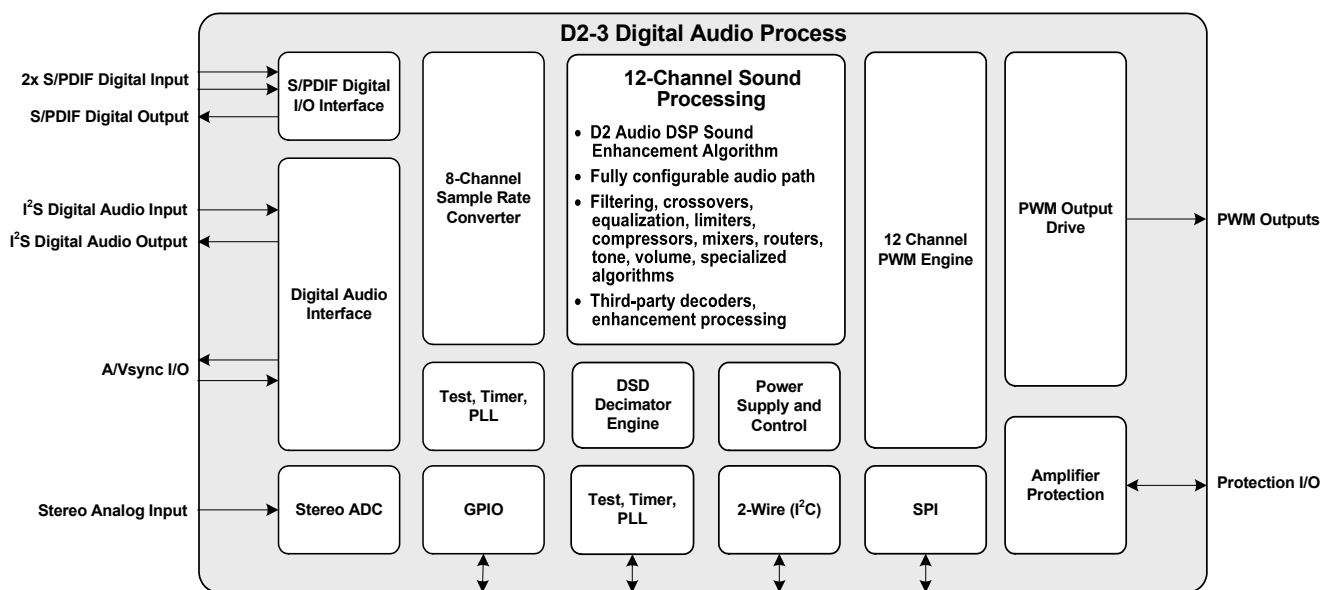 D2-3 Digital Audio Process
2x S/PDIF Digital Input
S/PDIF Digital Output
S/PDIF Digital
I/O Interface
I²S Digital Audio Input
I²S Digital Audio Output
A/Vsync I/O
Digital Audio
Interface
Stereo Analog Input
Stereo ADC
8-Channel
Sample Rate
Converter
12-Channel Sound
Processing
• D2 Audio DSP Sound
Enhancement Algorithm
• Fully configurable audio path
• Filtering, crossovers,
equalization, limiters,
compressors, mixers, routers,
tone, volume, specialized
algorithms
• Third-party decoders,
enhancement processing
12 Channel
PWM Engine
PWM Output
Drive
PWM Outputs
Test, Timer,
PLL
DSD
Decimator
Engine
Power
Supply and
Control
GPIO
Test, Timer,
PLL
2-Wire (I²C)
SPI
Amplifier
Protection
Protection I/O